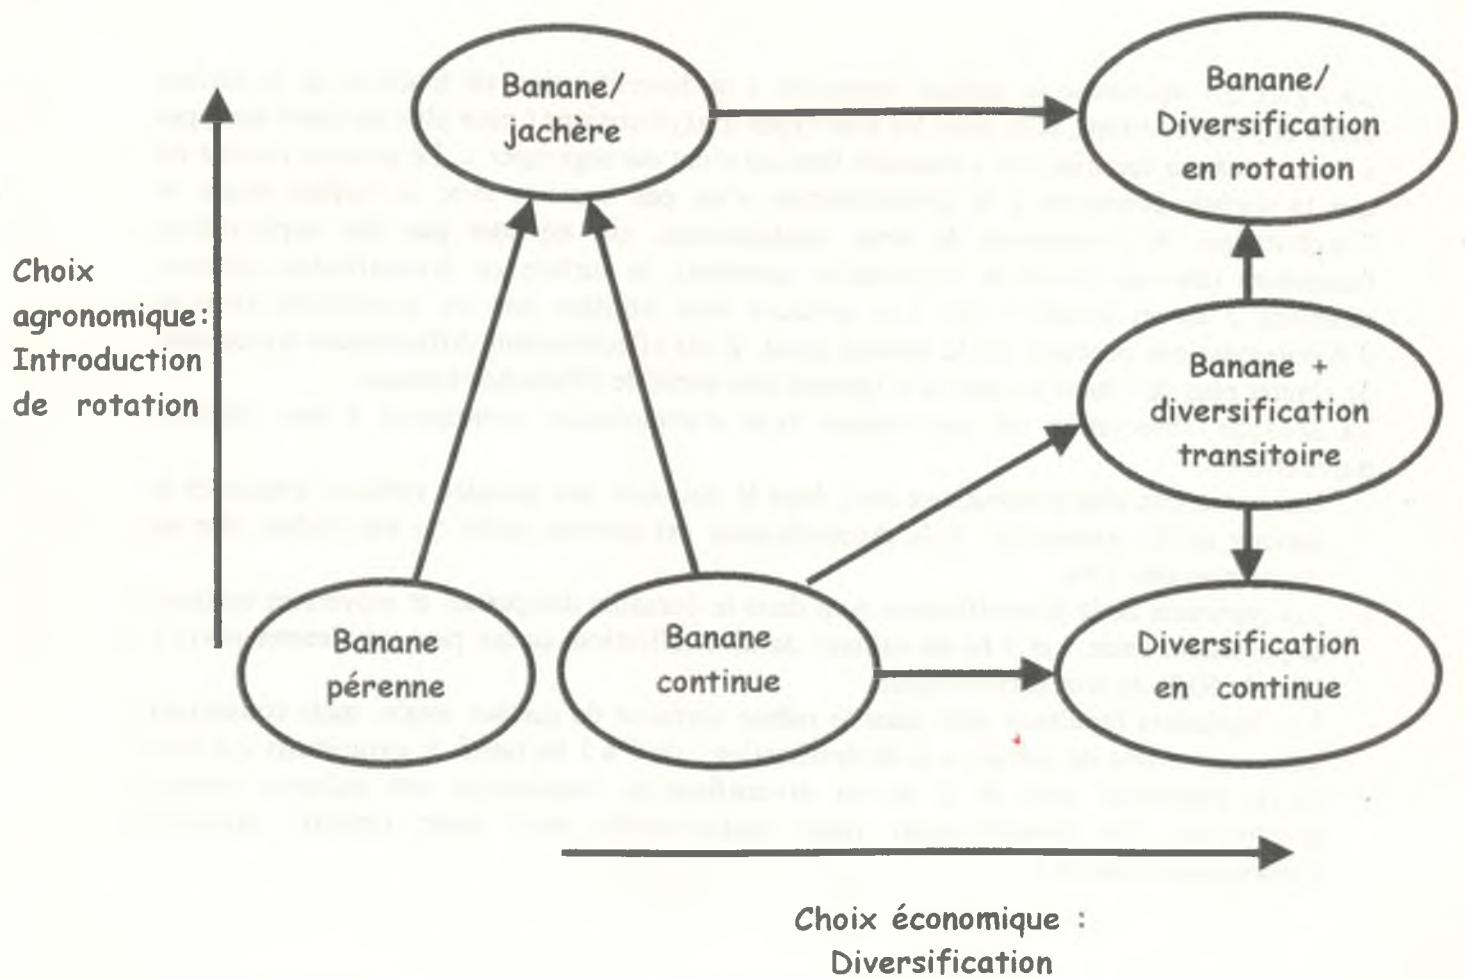 Banane/
jachère
Banane/
Diversification
en rotation
Choix
agronomique:
Introduction
de rotation
Banane +
diversification
transitoire
Banane
pérenne
Banane
continue
Diversification
en continue
Choix économique :
Diversification